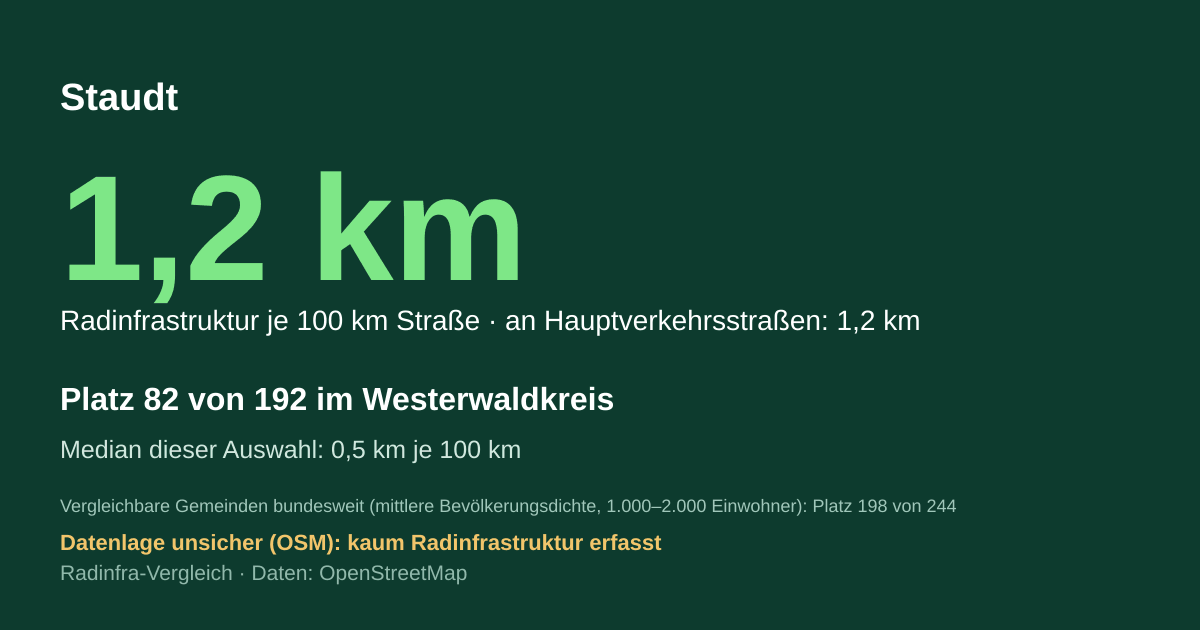 Staudt
1,2 km
Radinfrastruktur je 100 km Straße · an Hauptverkehrsstraßen: 1,2 km
Platz 82 von 192 im Westerwaldkreis
Median dieser Auswahl: 0,5 km je 100 km
Vergleichbare Gemeinden bundesweit (mittlere Bevölkerungsdichte, 1.000–2.000 Einwohner): Platz 198 von 244
Datenlage unsicher (OSM): kaum Radinfrastruktur erfasst
Radinfra-Vergleich · Daten: OpenStreetMap